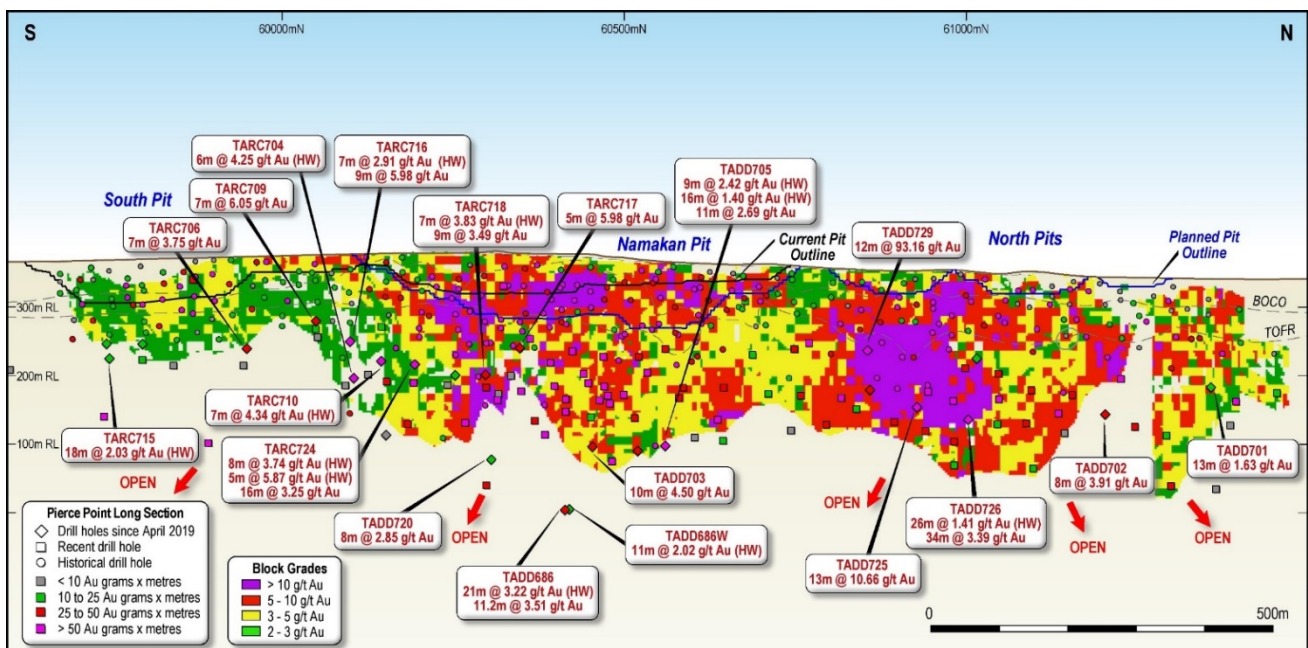 S
60000mN
60500mN
61000mN
N
TARC704
6m @ 4.25 g/t Au (HW)
TARC716
7m @ 2.91 g/t Au (HW)
9m @ 5.98 g/t Au
TARC709
7m @ 6.05 g/t Au
South Pit
TARC706
7m @ 3.75 g/t Au
TARC718
7m @ 3.83 g/t Au (HW)
9m @ 3.49 g/t Au
TARC717
5m @ 5.98 g/t Au
TADD705
9m @ 2.42 g/t Au (HW)
16m @ 1.40 g/t Au (HW)
11m @ 2.69 g/t Au
Namakan Pit
Current Pit
Outline
TADD729
12m @ 93.16 g/t Au
North Pits
Planned Pit
Outline
300m RL
BOCO
TOFR
200m RL
100m RL
TARC710
7m @ 4.34 g/t Au (HW)
TARC715
18m @ 2.03 g/t Au (HW)
OPEN
TARC724
8m @ 3.74 g/t Au (HW)
5m @ 5.87 g/t Au (HW)
16m @ 3.25 g/t Au
TADD703
10m @ 4.50 g/t Au
TADD702
8m @ 3.91 g/t Au
TADD701
13m @ 1.63 g/t Au
TADD720
8m @ 2.85 g/t Au
OPEN
TADD686W
11m @ 2.02 g/t Au (HW)
TADD686
21m @ 3.22 g/t Au (HW)
11.2m @ 3.51 g/t Au
OPEN
TADD726
26m @ 1.41 g/t Au (HW)
34m @ 3.39 g/t Au
TADD725
13m @ 10.66 g/t Au
OPEN
OPEN
Pierce Point Long Section
Drill holes since April 2019
Recent drill hole
Historical drill hole
< 10 Au grams x metres
10 to 25 Au grams x metres
25 to 50 Au grams x metres
> 50 Au grams x metres
Block Grades
> 10 g/t Au
5 - 10 g/t Au
3 - 5 g/t Au
2 - 3 g/t Au
0
500m